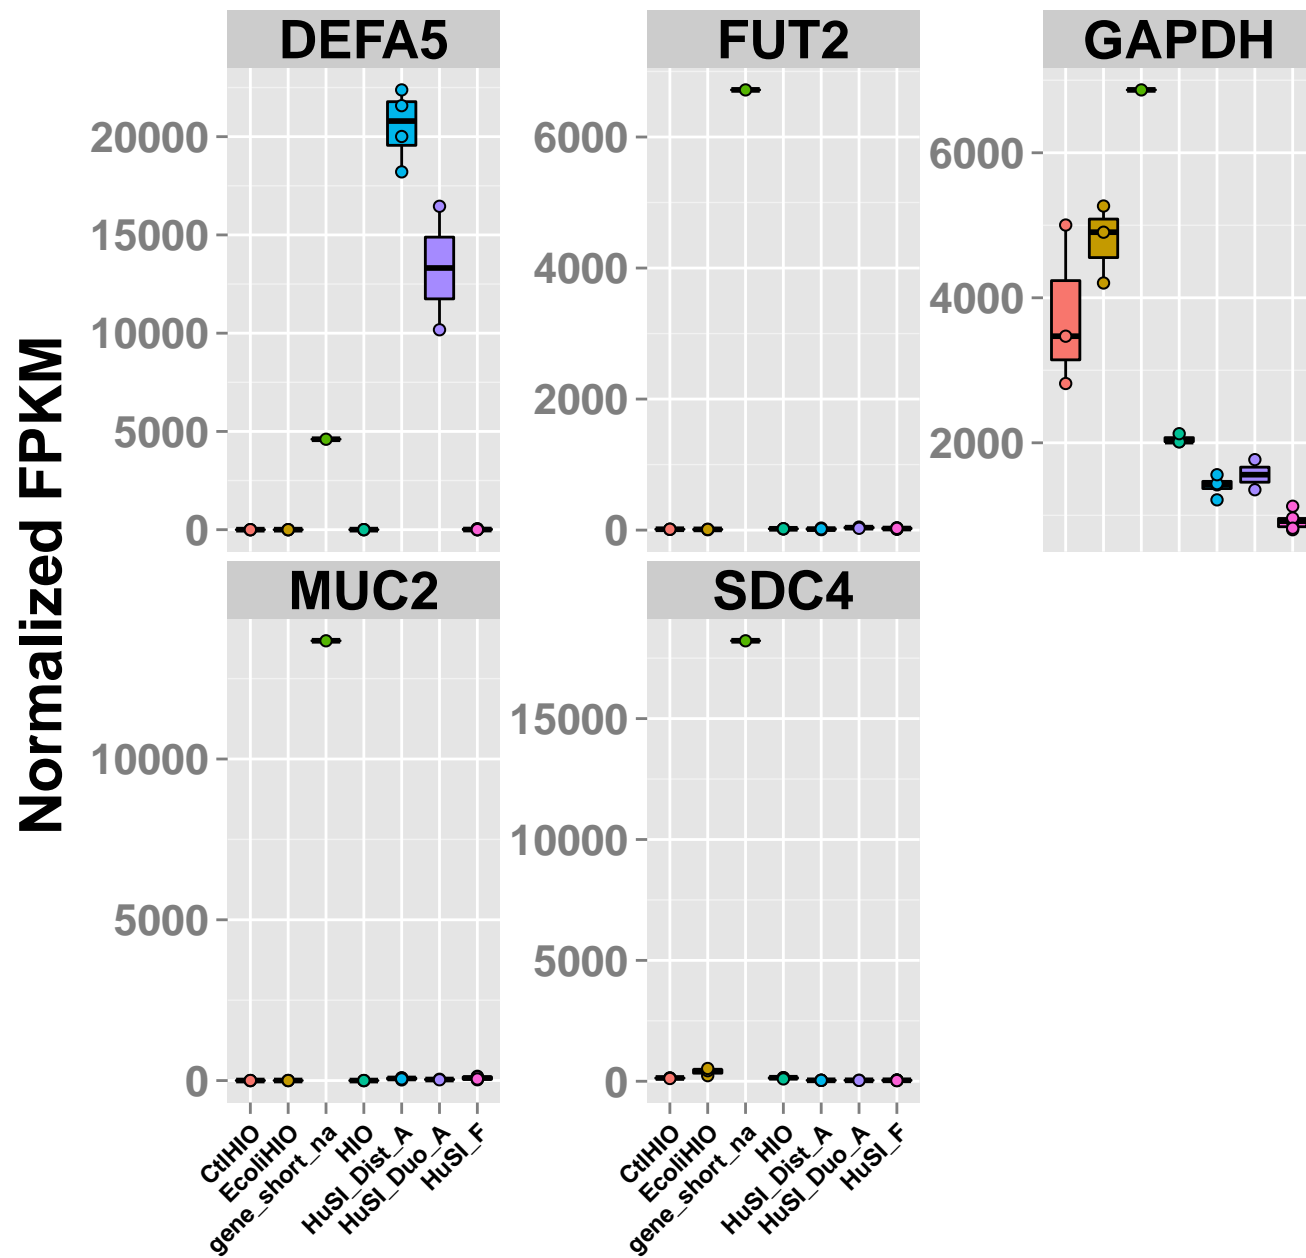 DEFA5
FUT2
GAPDH
Normalized FPKM
20000
15000
10000
5000
0
6000
4000
2000
0
6000
4000
2000
MUC2
SDC4
10000
5000
0
15000
10000
5000
0
CtlHIO
EcoliHIO
gene_short_na
HIO
HuSI_Dist_A
HuSI_Duo_A
HuSI_F
CtlHIO
EcoliHIO
gene_short_na
HIO
HuSI_Dist_A
HuSI_Duo_A
HuSI_F